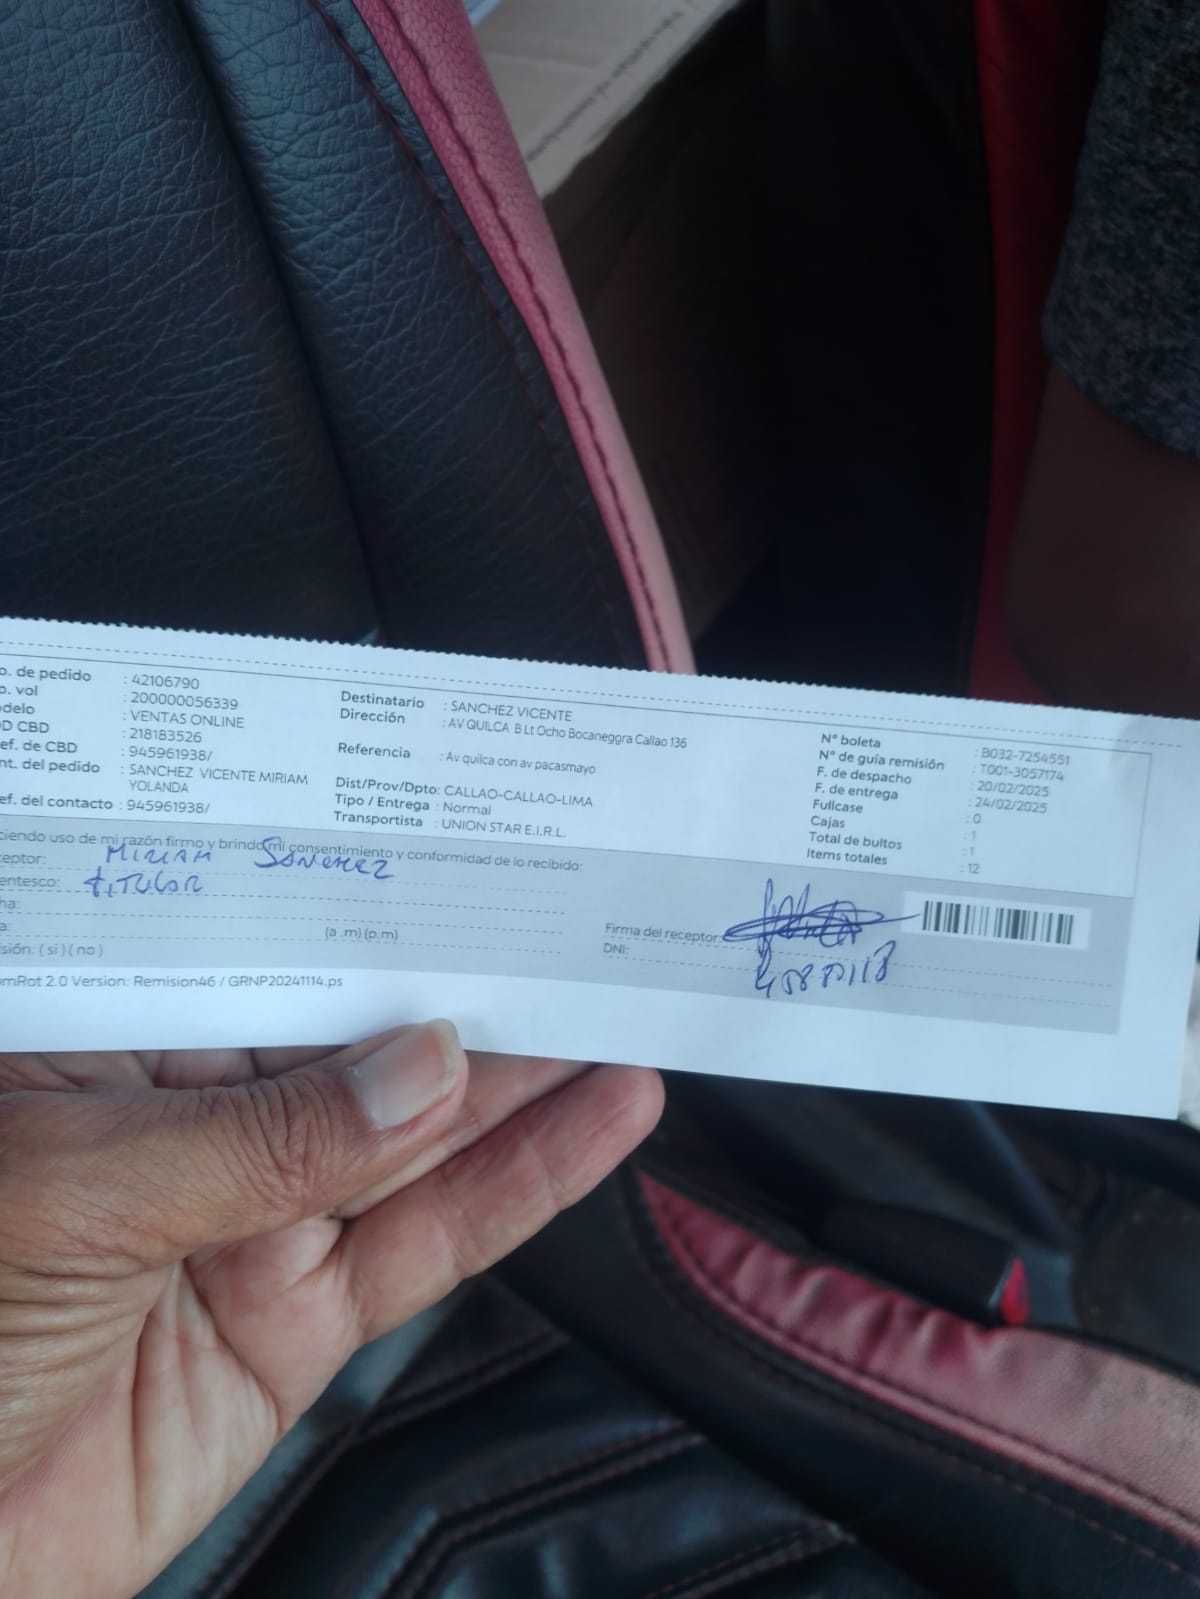 o. de pedido : 42106790
o. vol : 200000056339
odelo : VENTAS ONLINE
OD CBD : 218183526
ef. de CBD : 945961938/
nt. del pedido : SANCHEZ VICENTE MIRIAM
YOLANDA
ef. del contacto : 945961938/
Destinatario : SANCHEZ VICENTE
Dirección : AV QUILCA B Lt Ocho Bocaneggra Callao 136
Referencia : Av quilca con av pacasmayo
Dist/Prov/Dpto: CALLAO-CALLAO-LIMA
Tipo / Entrega : Normal
Transportista : UNION STAR E.I.R.L.
N° boleta : B032-7254551
N° de guía remisión : T001-3057174
F. de despacho : 20/02/2025
F. de entrega : 24/02/2025
Fullcase : 0
Cajas : 1
Total de bultos : 1
Items totales : 12
ciendo uso de mi razón firmo y brindo mi consentimiento y conformidad de lo recibido:
ceptor: MIRIAM SANCHEZ
entesco: TITULAR
ha:
a: (a .m) (p.m)
sión: ( si ) ( no )
Firma del receptor:
DNI:
omRot 2.0 Version: Remision46 / GRNP20241114.ps